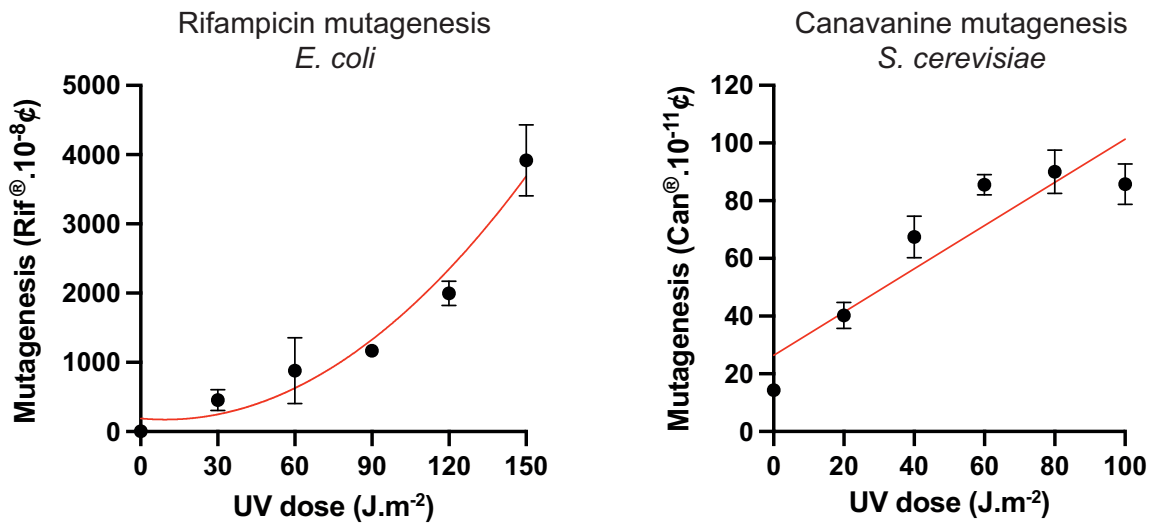 Rifampicin mutagenesis
E. coli
Mutagenesis (Rif®.10-8¢)
5000
4000
3000
2000
1000
0
0 30 60 90 120 150
UV dose (J.m-2)
Canavanine mutagenesis
S. cerevisiae
Mutagenesis (Can®.10-11¢)
120
100
80
60
40
20
0
0 20 40 60 80 100
UV dose (J.m-2)